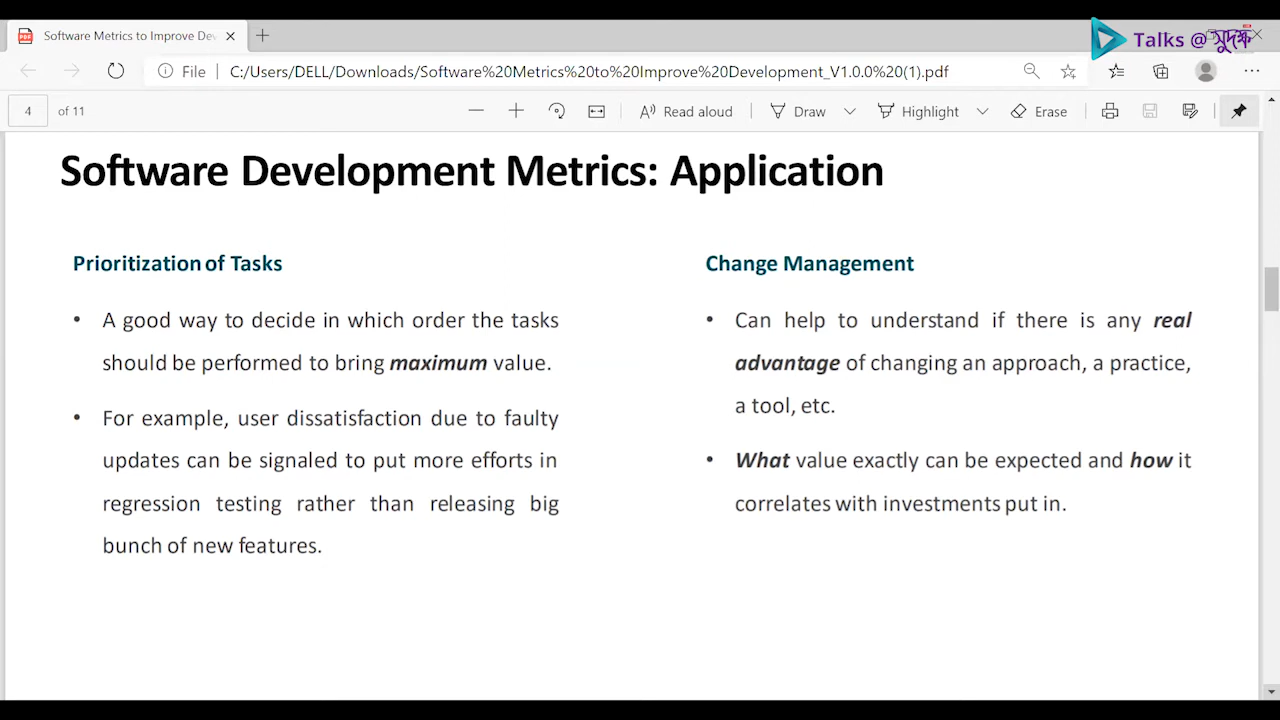 Software Metrics to Improve Dev
Talks @ সুদক্ষ
File
C:/Users/DELL/Downloads/Software%20Metrics%20to%20Improve%20Development_V1.0.0%20(1).pdf
4 of 11
Read aloud
Draw
Highlight
Erase
Software Development Metrics: Application
Prioritization of Tasks
• A good way to decide in which order the tasks
should be performed to bring maximum value.
• For example, user dissatisfaction due to faulty
updates can be signaled to put more efforts in
regression testing rather than releasing big
bunch of new features.
Change Management
• Can help to understand if there is any real
advantage of changing an approach, a practice,
a tool, etc.
• What value exactly can be expected and how it
correlates with investments put in.